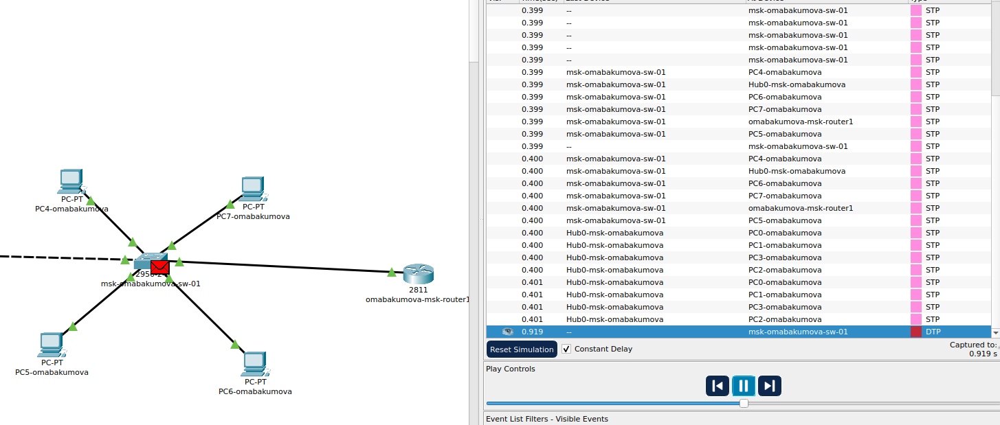 PC-PT
PC4-omabakumova
PC-PT
PC7-omabakumova
msk-omabakumova-sw-01
2811
omabakumova-msk-router1
PC-PT
PC5-omabakumova
PC-PT
PC6-omabakumova
0.399 -- msk-omabakumova-sw-01 STP
0.399 -- msk-omabakumova-sw-01 STP
0.399 -- msk-omabakumova-sw-01 STP
0.399 -- msk-omabakumova-sw-01 STP
0.399 -- msk-omabakumova-sw-01 STP
0.399 msk-omabakumova-sw-01 PC4-omabakumova STP
0.399 msk-omabakumova-sw-01 Hub0-msk-omabakumova STP
0.399 msk-omabakumova-sw-01 PC6-omabakumova STP
0.399 msk-omabakumova-sw-01 PC7-omabakumova STP
0.399 msk-omabakumova-sw-01 omabakumova-msk-router1 STP
0.399 msk-omabakumova-sw-01 PC5-omabakumova STP
0.399 -- msk-omabakumova-sw-01 STP
0.400 msk-omabakumova-sw-01 PC4-omabakumova STP
0.400 msk-omabakumova-sw-01 Hub0-msk-omabakumova STP
0.400 msk-omabakumova-sw-01 PC6-omabakumova STP
0.400 msk-omabakumova-sw-01 PC7-omabakumova STP
0.400 msk-omabakumova-sw-01 omabakumova-msk-router1 STP
0.400 msk-omabakumova-sw-01 PC5-omabakumova STP
0.400 Hub0-msk-omabakumova PC0-omabakumova STP
0.400 Hub0-msk-omabakumova PC1-omabakumova STP
0.400 Hub0-msk-omabakumova PC3-omabakumova STP
0.400 Hub0-msk-omabakumova PC2-omabakumova STP
0.401 Hub0-msk-omabakumova PC0-omabakumova STP
0.401 Hub0-msk-omabakumova PC1-omabakumova STP
0.401 Hub0-msk-omabakumova PC3-omabakumova STP
0.401 Hub0-msk-omabakumova PC2-omabakumova STP
0.919 -- msk-omabakumova-sw-01 DTP
Reset Simulation Constant Delay
Captured to:
0.919 s
Play Controls
Event List Filters - Visible Events